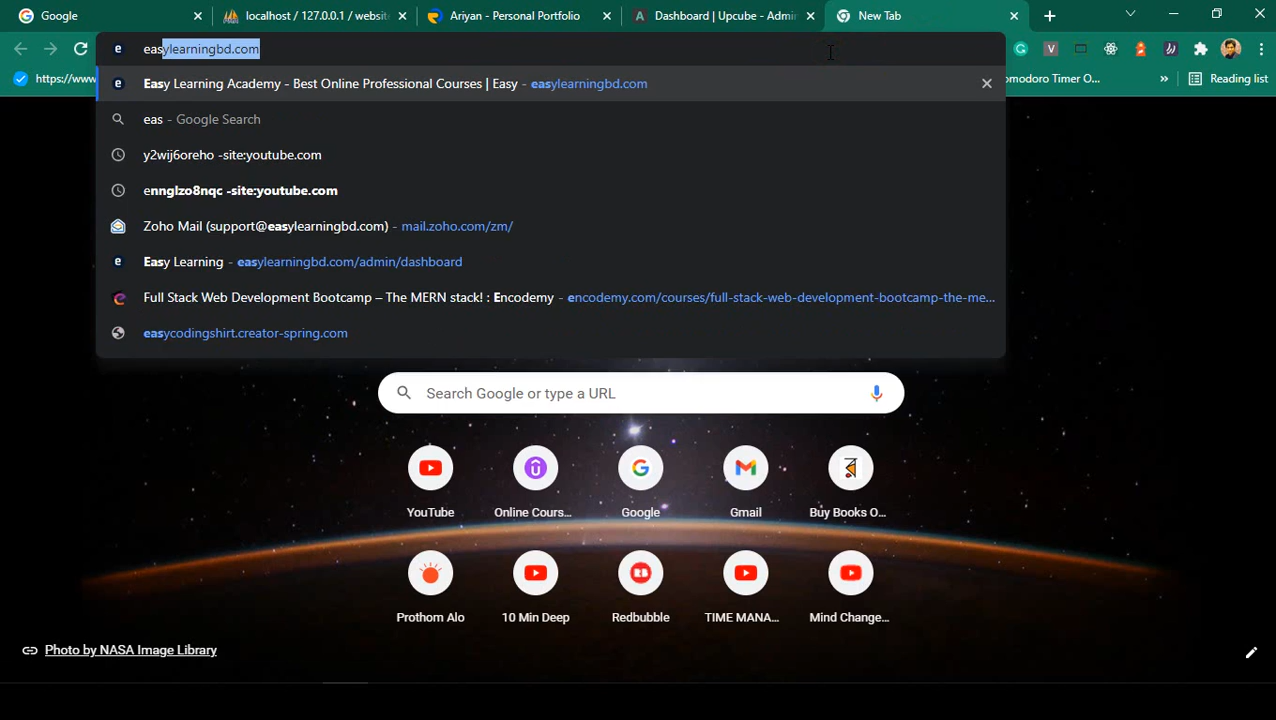 Google
localhost / 127.0.0.1 / websit
Ariyan - Personal Portfolio
Dashboard | Upcube - Admin
New Tab
easylearningbd.com
https://www
omodoro Timer O...
»
Reading list
Easy Learning Academy - Best Online Professional Courses | Easy - easylearningbd.com
eas - Google Search
y2wij6oreho -site:youtube.com
ennglzo8nqc -site:youtube.com
Zoho Mail (support@easylearningbd.com) - mail.zoho.com/zm/
Easy Learning - easylearningbd.com/admin/dashboard
Full Stack Web Development Bootcamp – The MERN stack! : Encodemy - encodemy.com/courses/full-stack-web-development-bootcamp-the-me...
easycodingshirt.creator-spring.com
Search Google or type a URL
YouTube
Online Cours...
Google
Gmail
Buy Books O...
Prothom Alo
10 Min Deep
Redbubble
TIME MANA...
Mind Change...
Photo by NASA Image Library